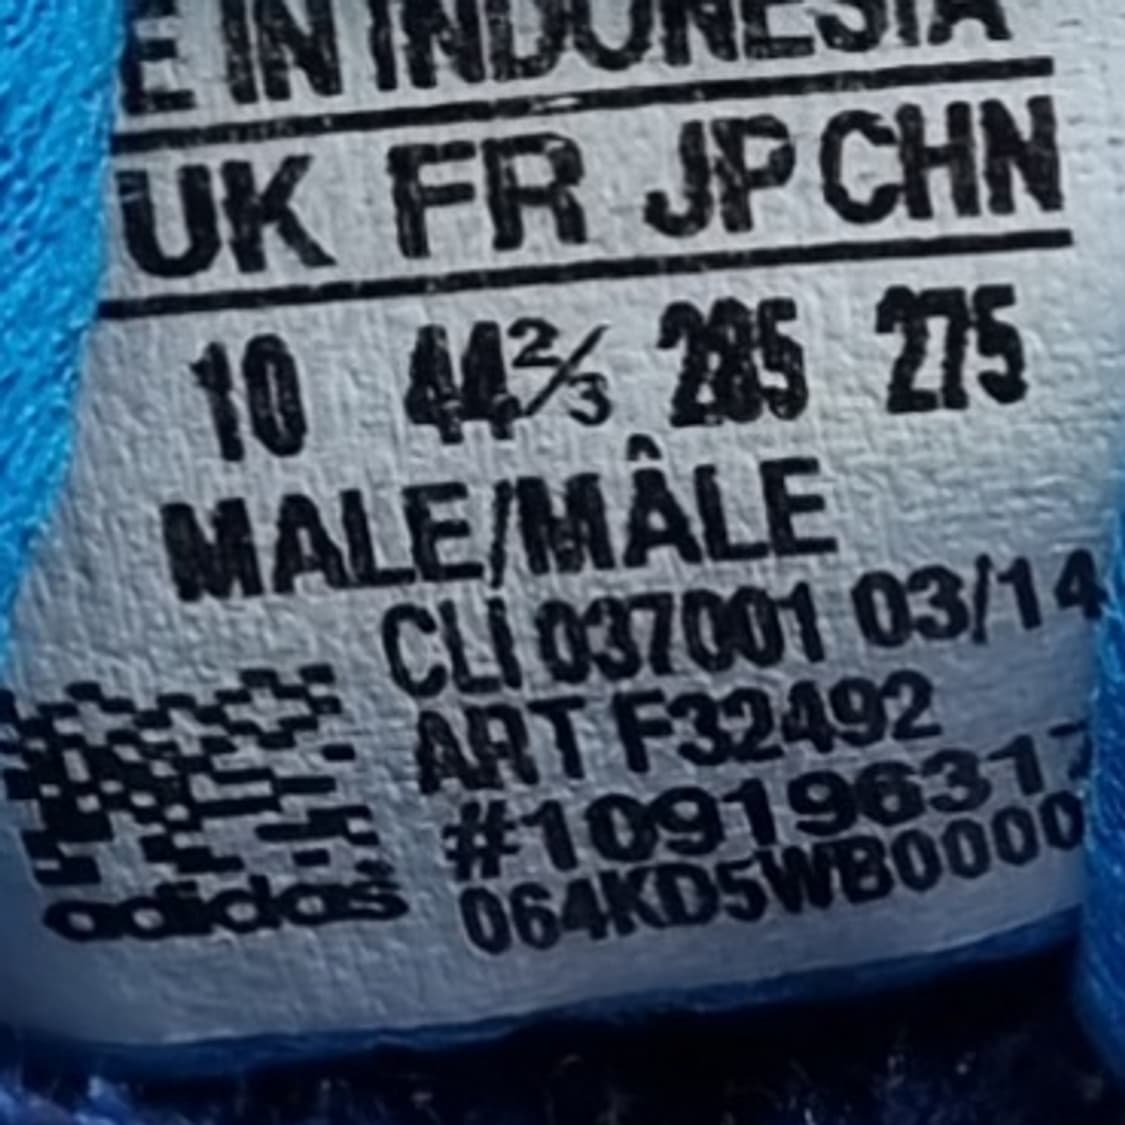 E IN INDONESIA
UK FR JP CHN
10 44⅔ 285 275
MALE/MÂLE
CLI 037001 03/14
ART F32492
#10919631
adidas
064KD5WB0000